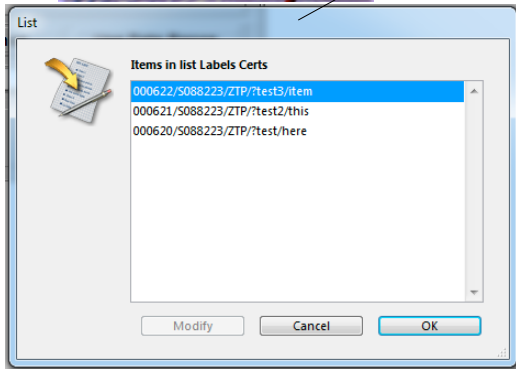 List
Items in list Labels Certs
000622/S088223/ZTP/?test3/item
000621/S088223/ZTP/?test2/this
000620/S088223/ZTP/?test/here
Modify
Cancel
OK